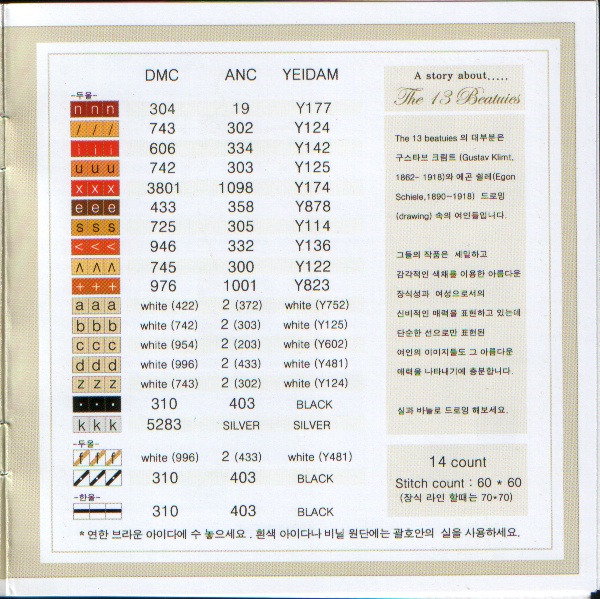 DMC ANC YEIDAM
-두올-
n n n 304 19 Y177
/ / / 743 302 Y124
i i i 606 334 Y142
u u u 742 303 Y125
x x x 3801 1098 Y174
e e e 433 358 Y878
s s s 725 305 Y114
< < < 946 332 Y136
ʌ ʌ ʌ 745 300 Y122
+ + + 976 1001 Y823
a a a white (422) 2 (372) white (Y752)
b b b white (742) 2 (303) white (Y125)
c c c white (954) 2 (203) white (Y602)
d d d white (996) 2 (433) white (Y481)
z z z white (743) 2 (302) white (Y124)
• • • 310 403 BLACK
k k k 5283 SILVER SILVER
-두올-
f f f white (996) 2 (433) white (Y481)
310 403 BLACK
-한올-
310 403 BLACK
* 연한 브라운 아이다에 수 놓으세요 . 흰색 아이다나 비닐 원단에는 괄호안의 실을 사용하세요.
A story about.....
The 13 Beatuies
The 13 beatuies 의 대부분은
구스타브 크림트 (Gustav Klimt,
1862- 1918)와 에곤 쉴레(Egon
Schiele,1890-1918) 드로잉
(drawing) 속의 여인들입니다.
그들의 작품은 세밀하고
감각적인 색채를 이용한 아름다운
장식성과 여성으로서의
신비적인 매력을 표현하고 있는데
단순한 선으로만 표현된
여인의 이미지들도 그 아름다운
매력을 나타내기에 충분합니다.
실과 바늘로 드로잉 해보세요.
14 count
Stitch count : 60 * 60
(장식 라인 할때는 70*70)